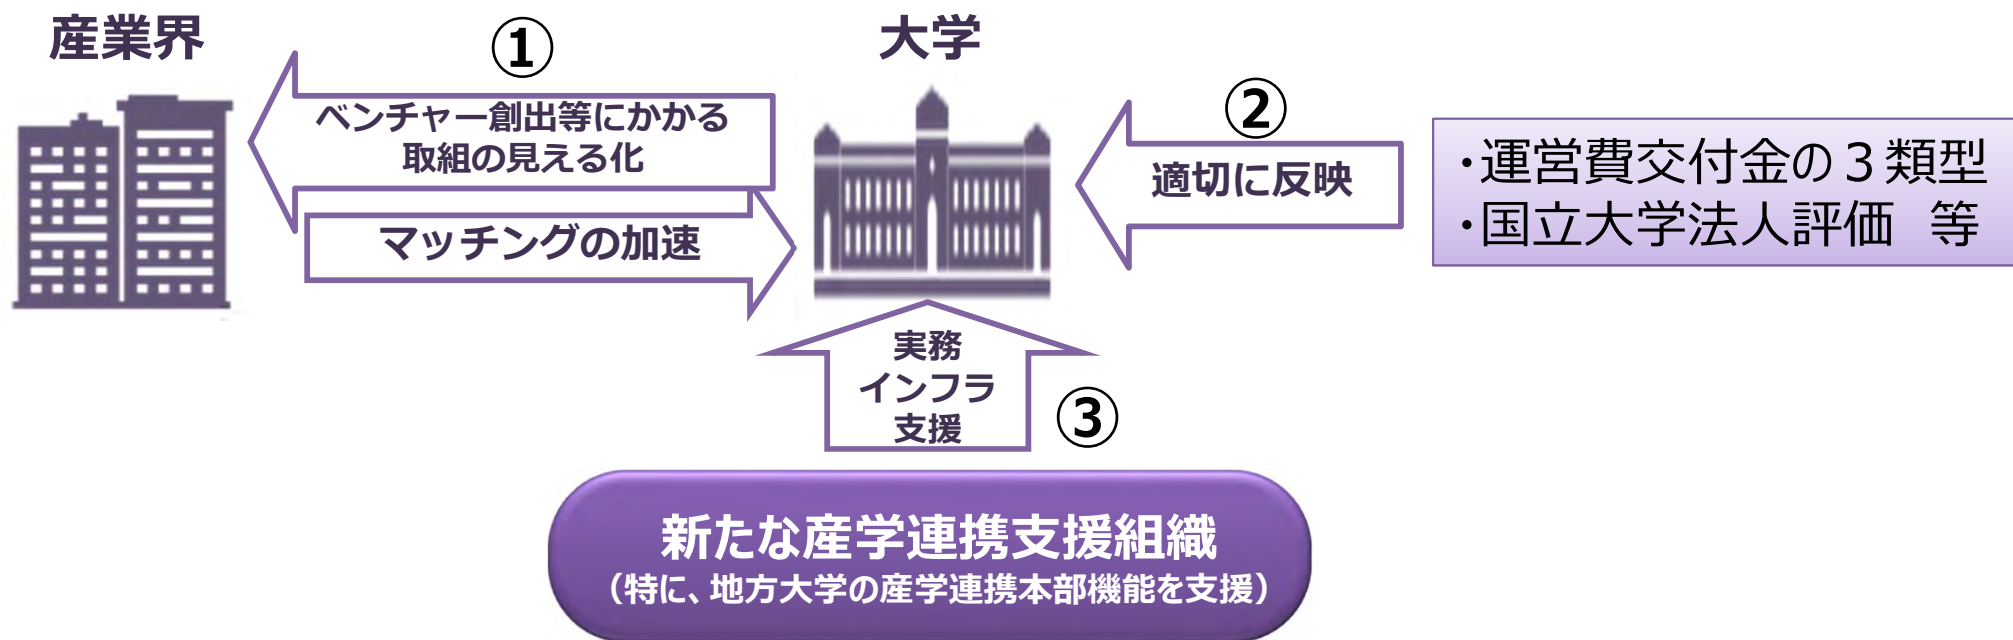 産業界
①
大学
ベンチャー創出等にかかる
取組の見える化
マッチングの加速
②
適切に反映
・運営費交付金の３類型
・国立大学法人評価　等
実務
インフラ
支援
③
新たな産学連携支援組織
（特に、地方大学の産学連携本部機能を支援）